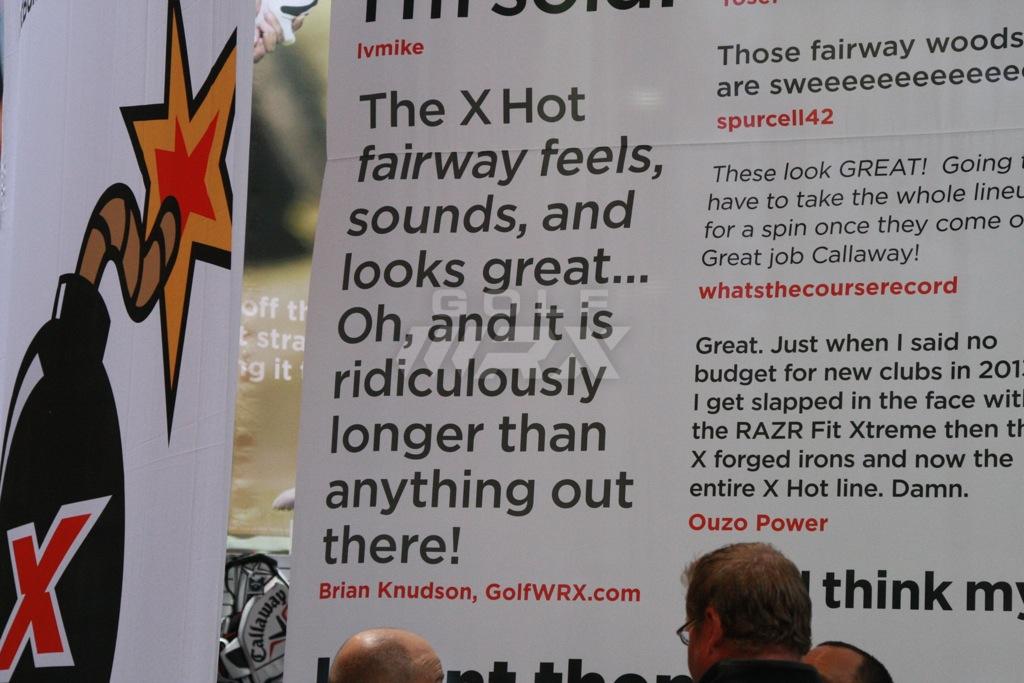 lvmike
The X Hot
fairway feels,
sounds, and
looks great...
Oh, and it is
ridiculously
longer than
anything out
there!
Brian Knudson, GolfWRX.com
Those fairway woods
are sweeeeeeeeeeee
spurcell42
These look GREAT! Going
have to take the whole
for a spin once they come
Great job Callaway!
whatsthecourserecord
Great. Just when I said no
budget for new clubs in 201
I get slapped in the face
the RAZR Fit Xtreme then
X forged irons and now the
entire X Hot line. Damn.
Ouzo Power
think my
X
off
Callaway
GOLF
WRX